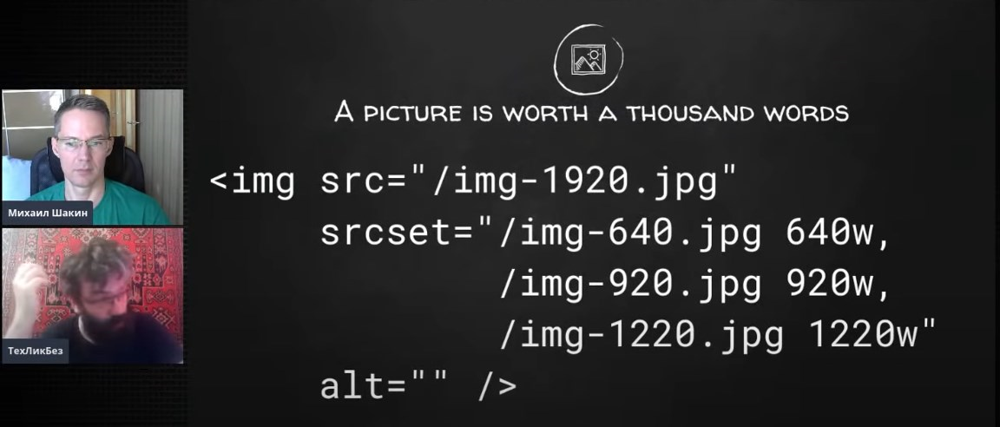 A PICTURE IS WORTH A THOUSAND WORDS
<img src="/img-1920.jpg"
srcset="/img-640.jpg 640w,
/img-920.jpg 920w,
/img-1220.jpg 1220w"
alt="" />
Михаил Шакин
ТехЛикБез